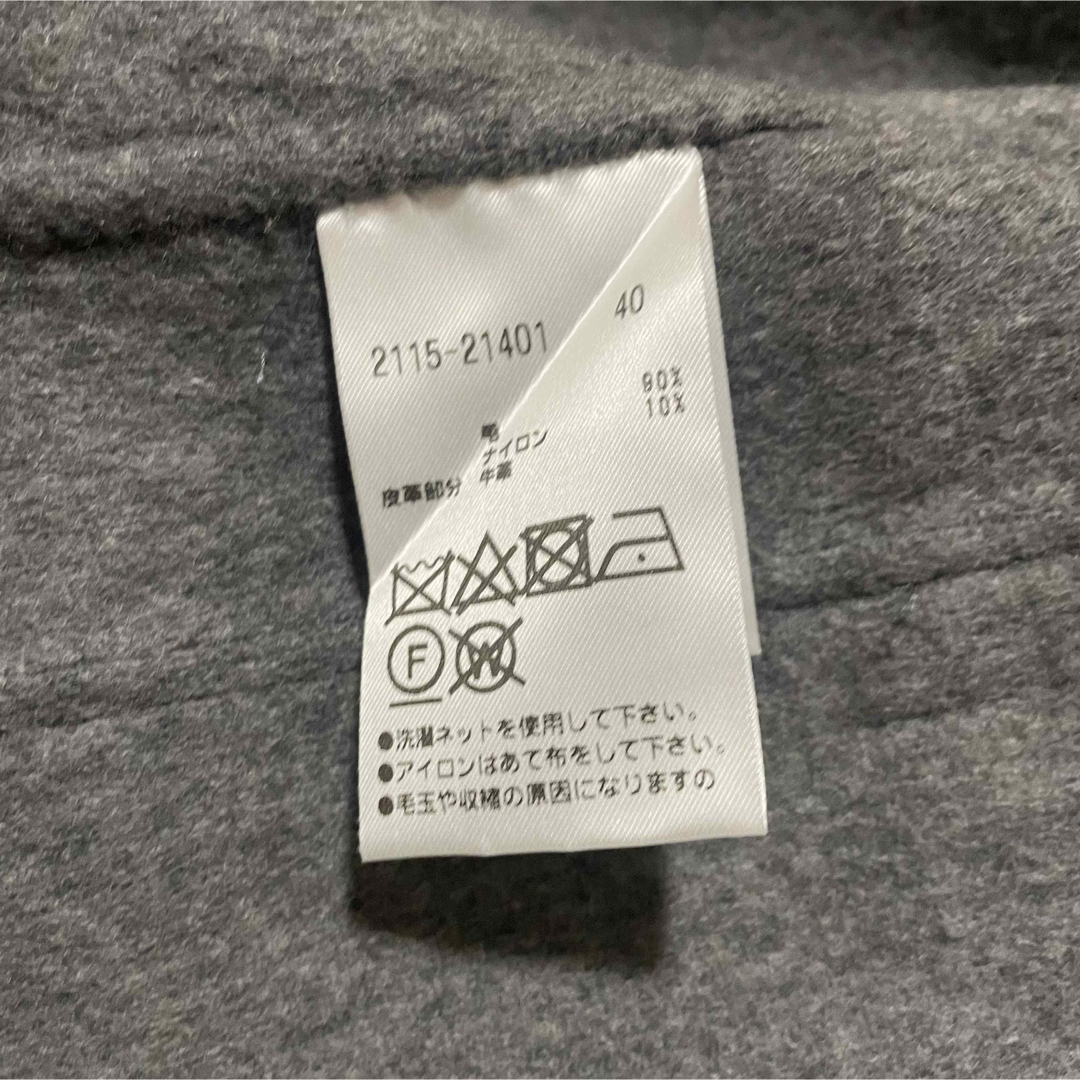 40
2115-21401
毛 90%
ナイロン 10%
皮革部分 牛革
F W
●洗濯ネットを使用して下さい。
●アイロンはあて布をして下さい。
●毛玉や収縮の原因になりますの